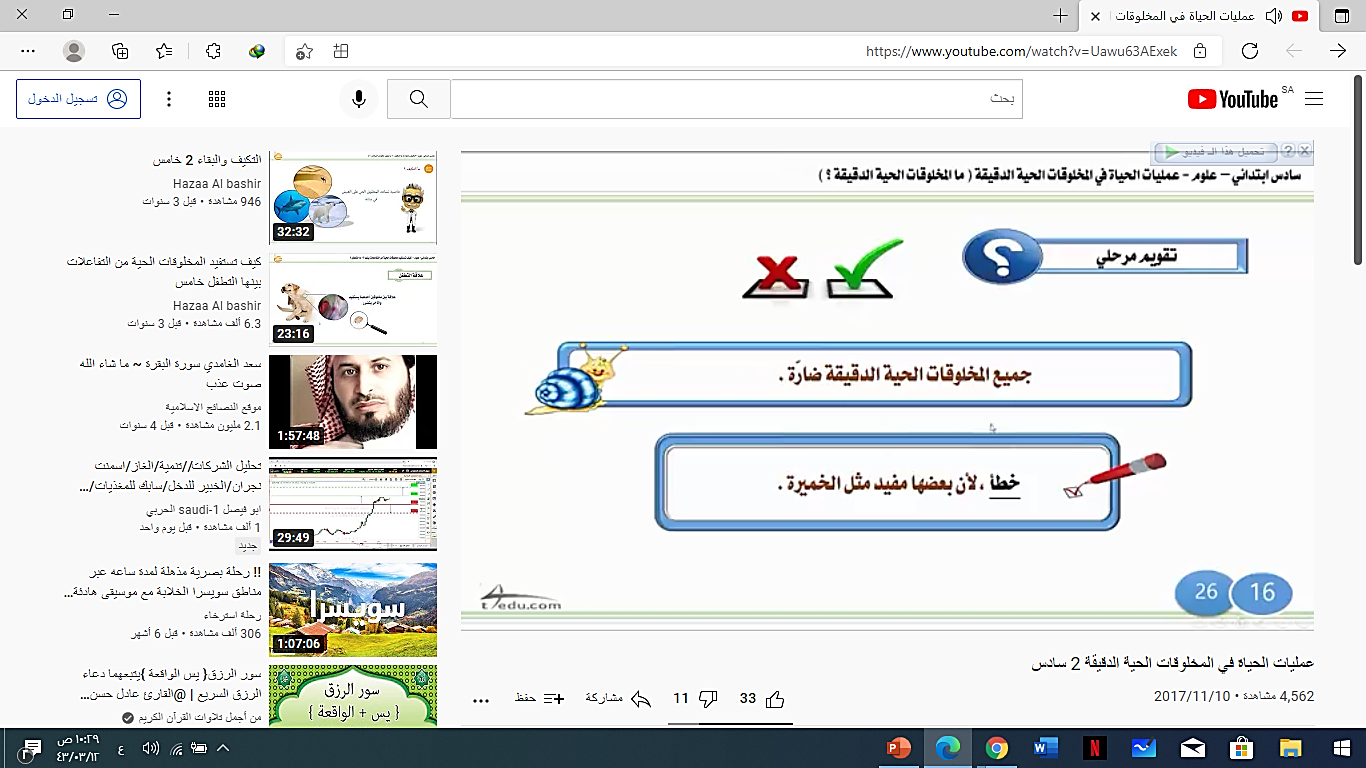 عمليات الحياة في المخلوقات
https://www.youtube.com/watch?v=Uawu63AExek
YouTube SA
بحث
تسجيل الدخول
تحميل هذا الـ فيديو
سادس ابتدائي – علوم – عمليات الحياة في المخلوقات الحية الدقيقة ( ما المخلوقات الحية الدقيقة ؟ )
تقويم مرحلي
جميع المخلوقات الحية الدقيقة ضارّة .
خطأ ، لأن بعضها مفيد مثل الخميرة .
16
26
t4edu.com
عمليات الحياة في المخلوقات الحية الدقيقة 2 سادس
4,562 مشاهدة • 2017/11/10
33
11
مشاركة
حفظ
التكيف والبقاء 2 خامس
Hazaa Al bashir
946 مشاهدة • قبل 3 سنوات
32:32
كيف تستفيد المخلوقات الحية من التفاعلات
بينها التطفل خامس
Hazaa Al bashir
6.3 ألف مشاهدة • قبل 3 سنوات
علاقة التطفل
23:16
سعد الغامدي سورة البقرة ~ ما شاء الله
صوت عذب
موقع النصائح الاسلامية
2.1 مليون مشاهدة • قبل 4 سنوات
1:57:48
تحليل الشركات//تنمية/الغاز/اسمنت
نجران/الخبير للدخل/سابك للمغذيات/...
ابو فيصل saudi-1 الحربي
1 ألف مشاهدة • قبل يوم واحد
جديد
29:49
!! رحلة بصرية مذهلة لمدة ساعه عبر
مناطق سويسرا الخلابة مع موسيقى هادئة...
رحلة استرخاء
306 ألف مشاهدة • قبل 6 أشهر
سويسرا
1:07:06
سور الرزق{ يس الواقعة }يتبعهما دعاء
الرزق السريع | @القارئ عادل حسن...
من أجمل تلاوات القرآن الكريم
سور الرزق
{ يس + الواقعة }
١٠:٢٩ ص
٤٣/٠٣/١٢
ع